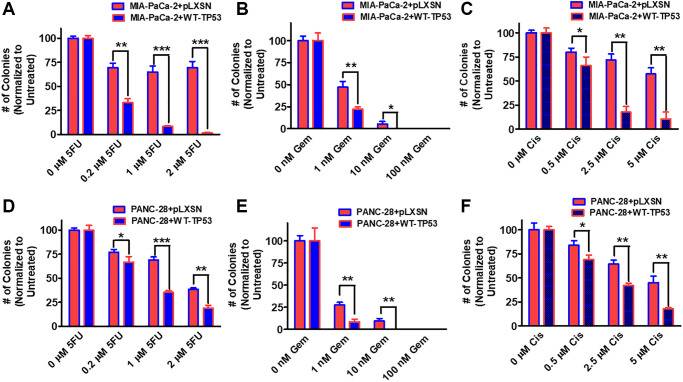 A
MIA-PaCa-2+pLXSN
MIA-PaCa-2+WT-TP53
# of Colonies
(Normalized to
Untreated)
100
75
50
25
0
**
***
***
0 µM 5FU
0.2 µM 5FU
1 µM 5FU
2 µM 5FU
B
MIA-PaCa-2+pLXSN
MIA-PaCa-2+WT-TP53
# of Colonies
(Normalized to
Untreated)
100
75
50
25
0
**
*
0 nM Gem
1 nM Gem
10 nM Gem
100 nM Gem
C
MIA-PaCa-2+pLXSN
MIA-PaCa-2+WT-TP53
# of Colonies
(Normalized to
Untreated)
100
75
50
25
0
*
**
**
0 µM Cis
0.5 µM Cis
2.5 µM Cis
5 µM Cis
D
PANC-28+pLXSN
PANC-28+WT-TP53
# of Colonies
(Normalized to
Untreated)
100
75
50
25
0
*
***
**
0 µM 5FU
0.2 µM 5FU
1 µM 5FU
2 µM 5FU
E
PANC-28+pLXSN
PANC-28+WT-TP53
# of Colonies
(Normalized to
Untreated)
100
75
50
25
0
**
**
0 nM Gem
1 nM Gem
10 nM Gem
100 nM Gem
F
PANC-28+pLXSN
PANC-28+WT-TP53
# of Colonies
(Normalized to
Untreated)
100
75
50
25
0
*
**
**
0 µM Cis
0.5 µM Cis
2.5 µM Cis
5 µM Cis